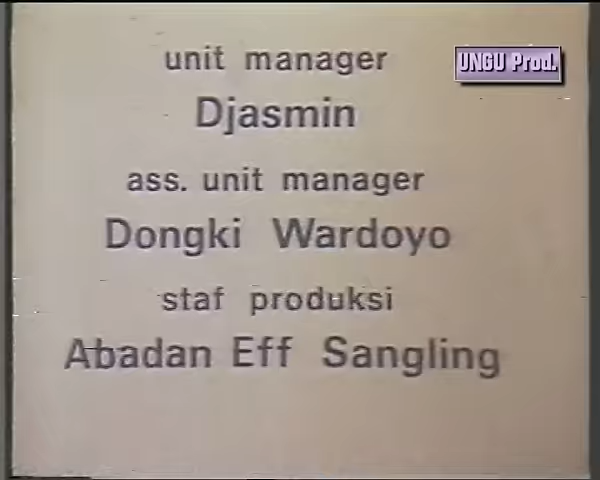 unit manager
UNGU Prod.
Djasmin
ass. unit manager
Dongki Wardoyo
staf produksi
Abadan Eff Sangling